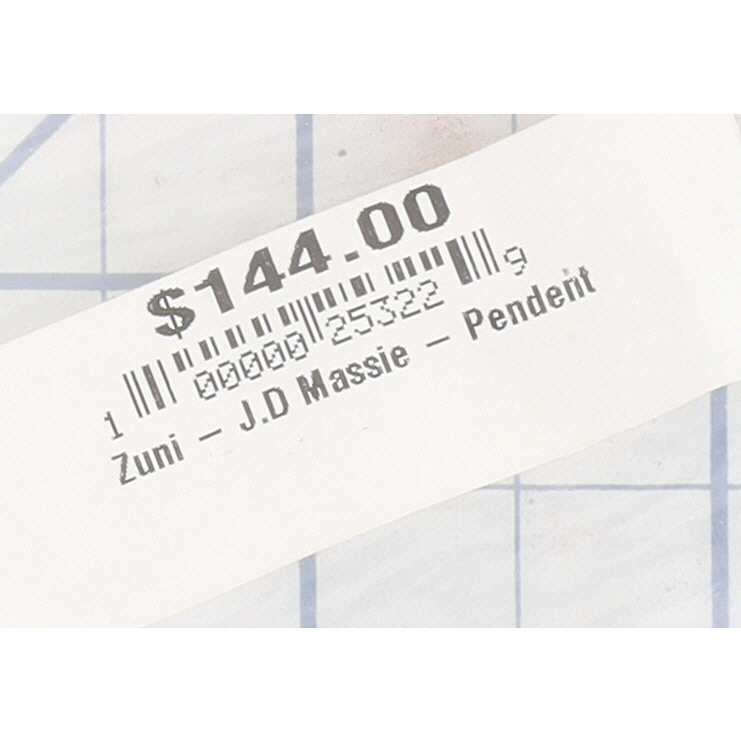 $144.00
1 00000 25322 9
Zuni - J.D Massie - Pendent